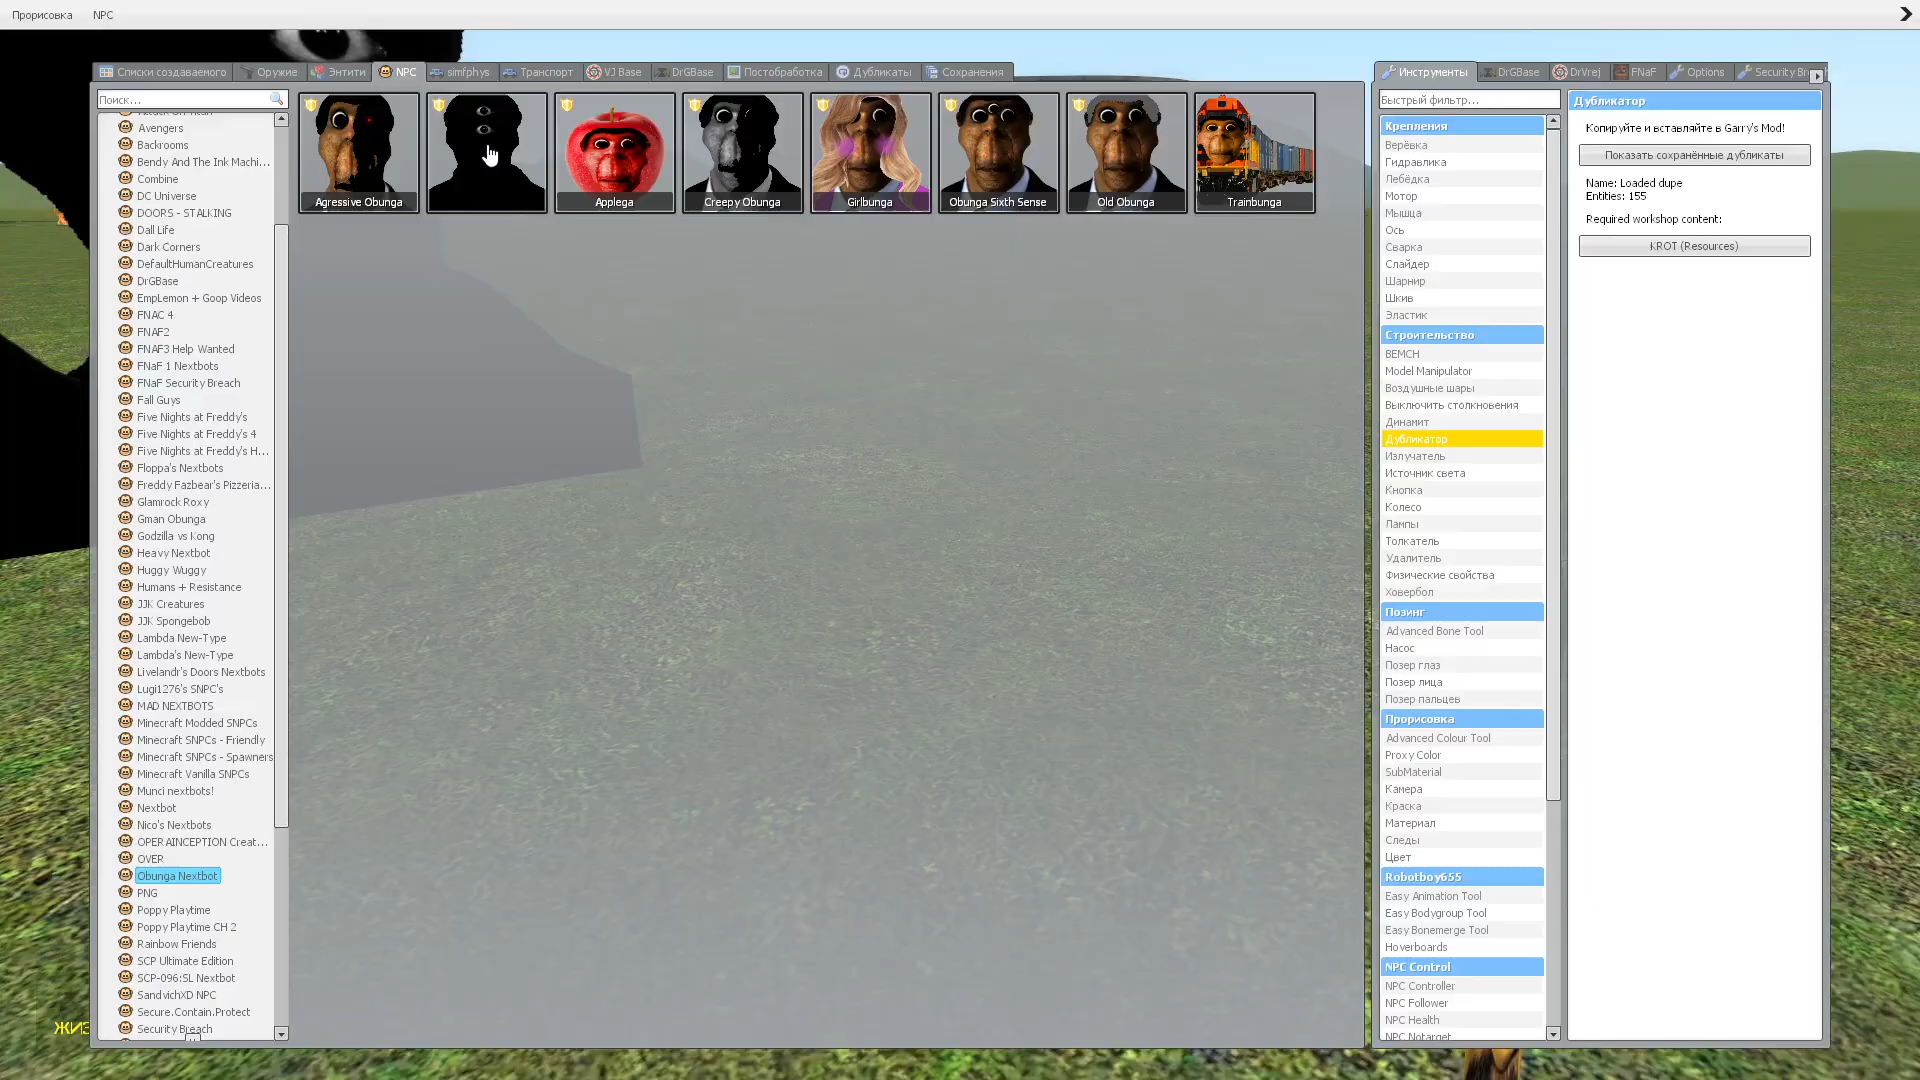 Прорисовка NPC
Списки создаваемого Оружие Энтити NPC simfphys Транспорт VJ Base DrGBase Постобработка Дубликаты Сохранения
Инструменты DrGBase DrVrej FNaF Options Security Br
Поиск...
Avengers
Backrooms
Bendy And The Ink Machi...
Combine
DC Universe
DOORS - STALKING
Dall Life
Dark Corners
DefaultHumanCreatures
DrGBase
EmpLemon + Goop Videos
FNAC 4
FNAF2
FNAF3 Help Wanted
FNaF 1 Nextbots
FNaF Security Breach
Fall Guys
Five Nights at Freddy's
Five Nights at Freddy's 4
Five Nights at Freddy's H...
Floppa's Nextbots
Freddy Fazbear's Pizzeria...
Glamrock Roxy
Gman Obunga
Godzilla vs Kong
Heavy Nextbot
Huggy Wuggy
Humans + Resistance
JJK Creatures
JJK Spongebob
Lambda New-Type
Lambda's New-Type
Livelandr's Doors Nextbots
Lugi1276's SNPC's
MAD NEXTBOTS
Minecraft Modded SNPCs
Minecraft SNPCs - Friendly
Minecraft SNPCs - Spawners
Minecraft Vanilla SNPCs
Munci nextbots!
Nextbot
Nico's Nextbots
OPERAINCEPTION Creat...
OVER
Obunga Nextbot
PNG
Poppy Playtime
Poppy Playtime CH 2
Rainbow Friends
SCP Ultimate Edition
SCP-096:SL Nextbot
SandvichXD NPC
Secure.Contain.Protect
Security Breach
Agressive Obunga
Applega
Creepy Obunga
Girlbunga
Obunga Sixth Sense
Old Obunga
Trainbunga
Быстрый фильтр...
Крепления
Верёвка
Гидравлика
Лебёдка
Мотор
Мышца
Ось
Сварка
Слайдер
Шарнир
Шкив
Эластик
Строительство
BEMCH
Model Manipulator
Воздушные шары
Выключить столкновения
Динамит
Дубликатор
Излучатель
Источник света
Кнопка
Колесо
Лампы
Толкатель
Удалитель
Физические свойства
Ховербол
Позинг
Advanced Bone Tool
Насос
Позер глаз
Позер лица
Позер пальцев
Прорисовка
Advanced Colour Tool
Proxy Color
SubMaterial
Камера
Краска
Материал
Следы
Цвет
Robotboy655
Easy Animation Tool
Easy Bodygroup Tool
Easy Bonemerge Tool
Hoverboards
NPC Control
NPC Controller
NPC Follower
NPC Health
NPC Notarget
Дубликатор
Копируйте и вставляйте в Garry's Mod!
Показать сохранённые дубликаты
Name: Loaded dupe
Entities: 155
Required workshop content:
KROT (Resources)